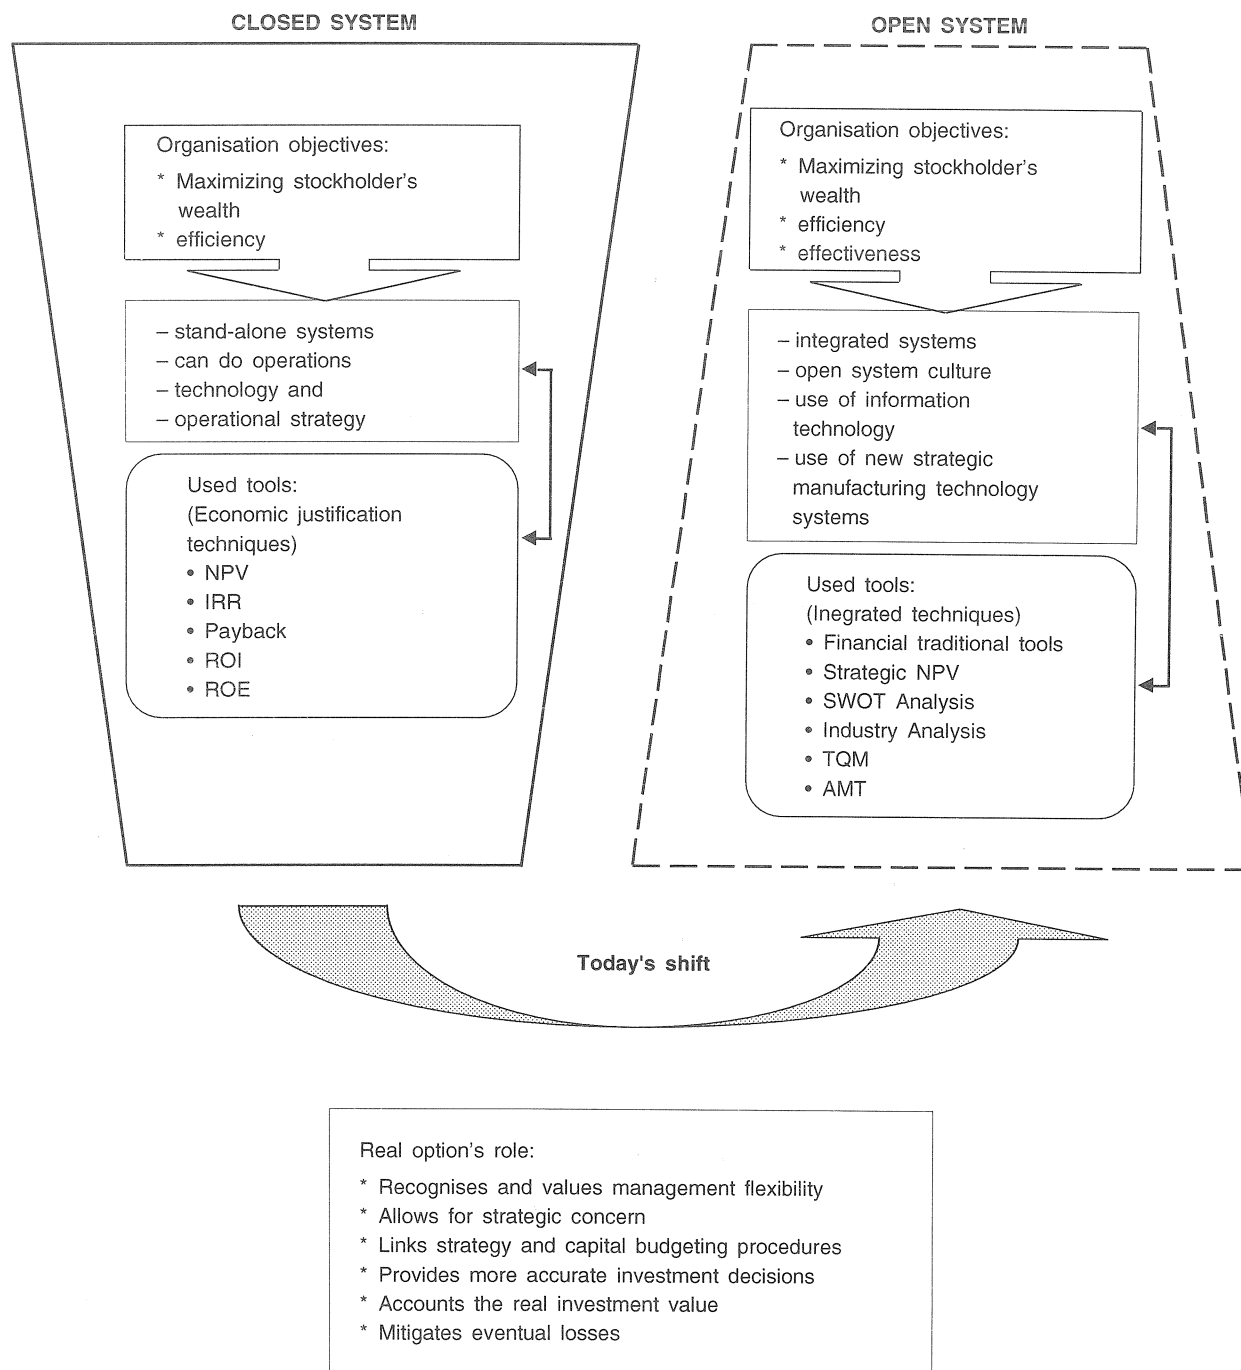 CLOSED SYSTEM
Organisation objectives:
* Maximizing stockholder's
wealth
* efficiency
– stand-alone systems
– can do operations
– technology and
– operational strategy
Used tools:
(Economic justification
techniques)
• NPV
• IRR
• Payback
• ROI
• ROE
OPEN SYSTEM
Organisation objectives:
* Maximizing stockholder's
wealth
* efficiency
* effectiveness
– integrated systems
– open system culture
– use of information
technology
– use of new strategic
manufacturing technology
systems
Used tools:
(Inegrated techniques)
• Financial traditional tools
• Strategic NPV
• SWOT Analysis
• Industry Analysis
• TQM
• AMT
Today's shift
Real option's role:
* Recognises and values management flexibility
* Allows for strategic concern
* Links strategy and capital budgeting procedures
* Provides more accurate investment decisions
* Accounts the real investment value
* Mitigates eventual losses